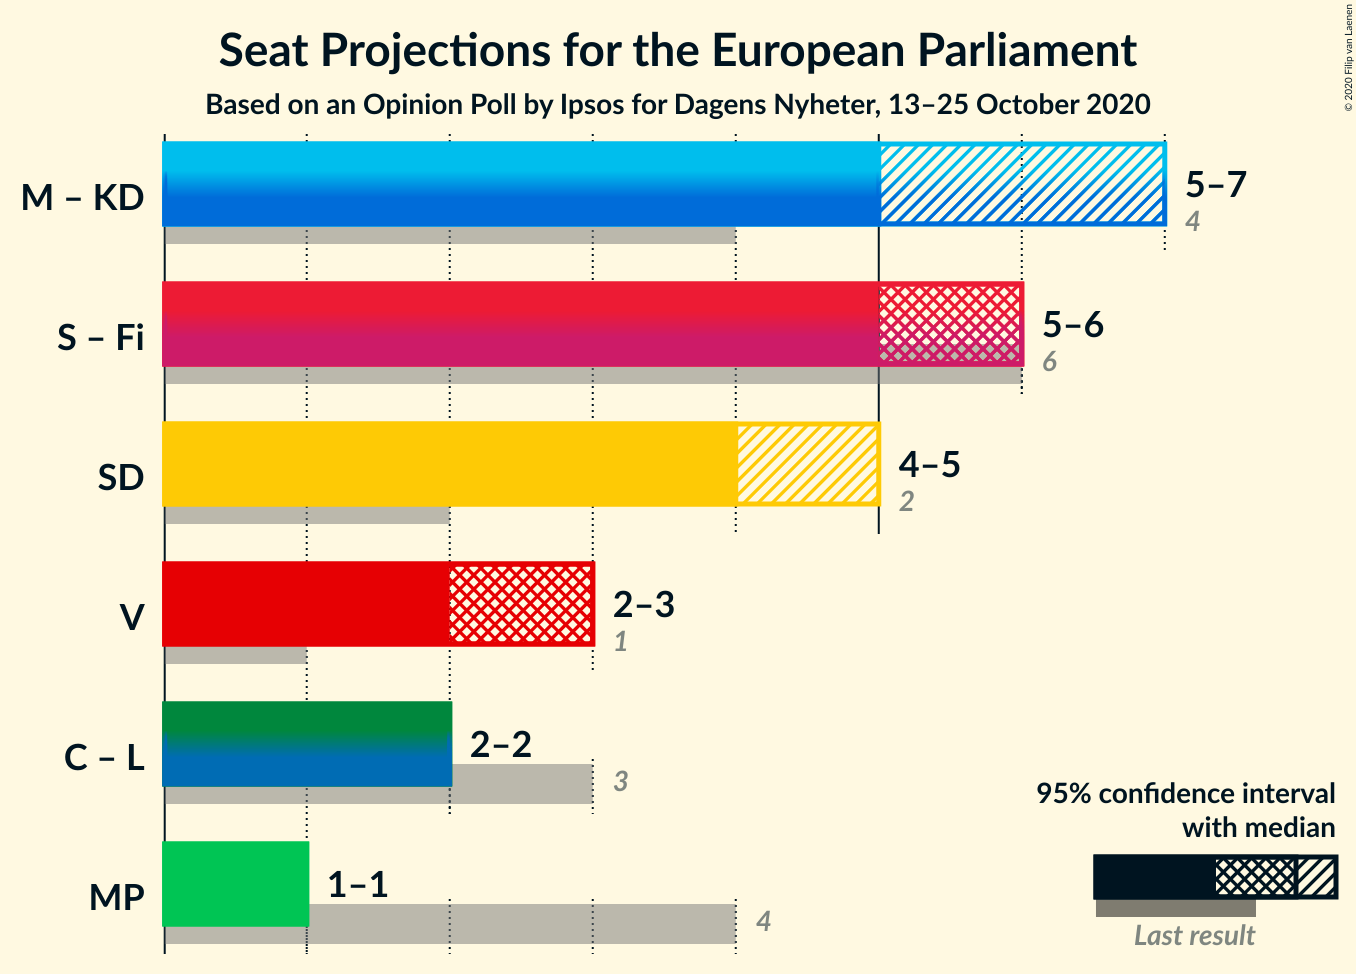 Seat Projections for the European Parliament
Based on an Opinion Poll by Ipsos for Dagens Nyheter, 13–25 October 2020
© 2020 Filip van Laenen
M – KD
5–7
4
S – Fi
5–6
6
SD
4–5
2
V
2–3
1
C – L
2–2
3
MP
1–1
4
95% confidence interval
with median
Last result